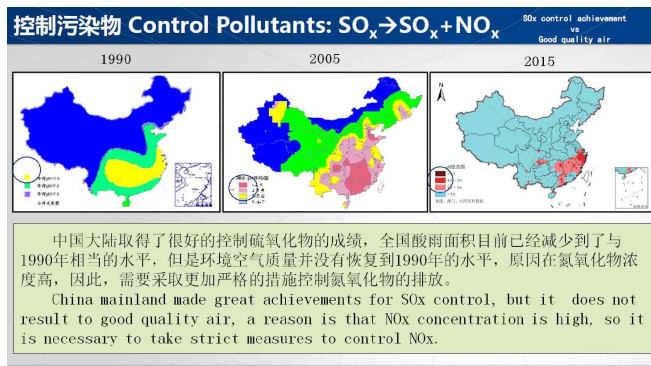 控制污染物 Control Pollutants: SOx→SOx+NOx
SOx control achievement
vs
Good quality air
1990
2005
2015
N
中国大陆取得了很好的控制硫氧化物的成绩，全国酸雨面积目前已经减少到了与
1990年相当的水平，但是环境空气质量并没有恢复到1990年的水平，原因在氮氧化物浓
度高，因此，需要采取更加严格的措施控制氮氧化物的排放。
China mainland made great achievements for SOx control, but it does not
result to good quality air, a reason is that NOx concentration is high, so it
is necessary to take strict measures to control NOx.